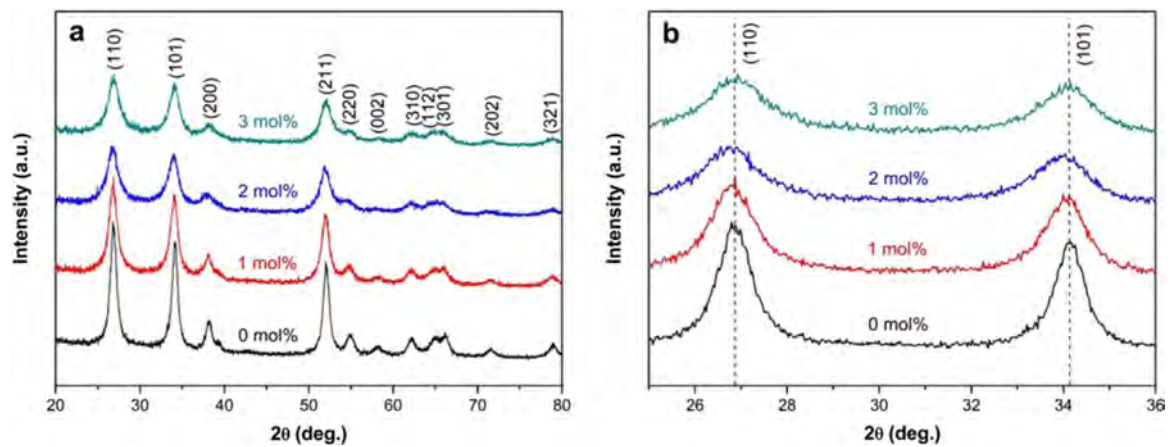 a
(110)
(101)
(200)
(211)
(220)
(002)
(310)
(112)
(301)
(202)
(321)
3 mol%
2 mol%
1 mol%
0 mol%
Intensity (a.u.)
20 30 40 50 60 70 80
2θ (deg.)
b
(110)
(101)
3 mol%
2 mol%
1 mol%
0 mol%
Intensity (a.u.)
26 28 30 32 34 36
2θ (deg.)